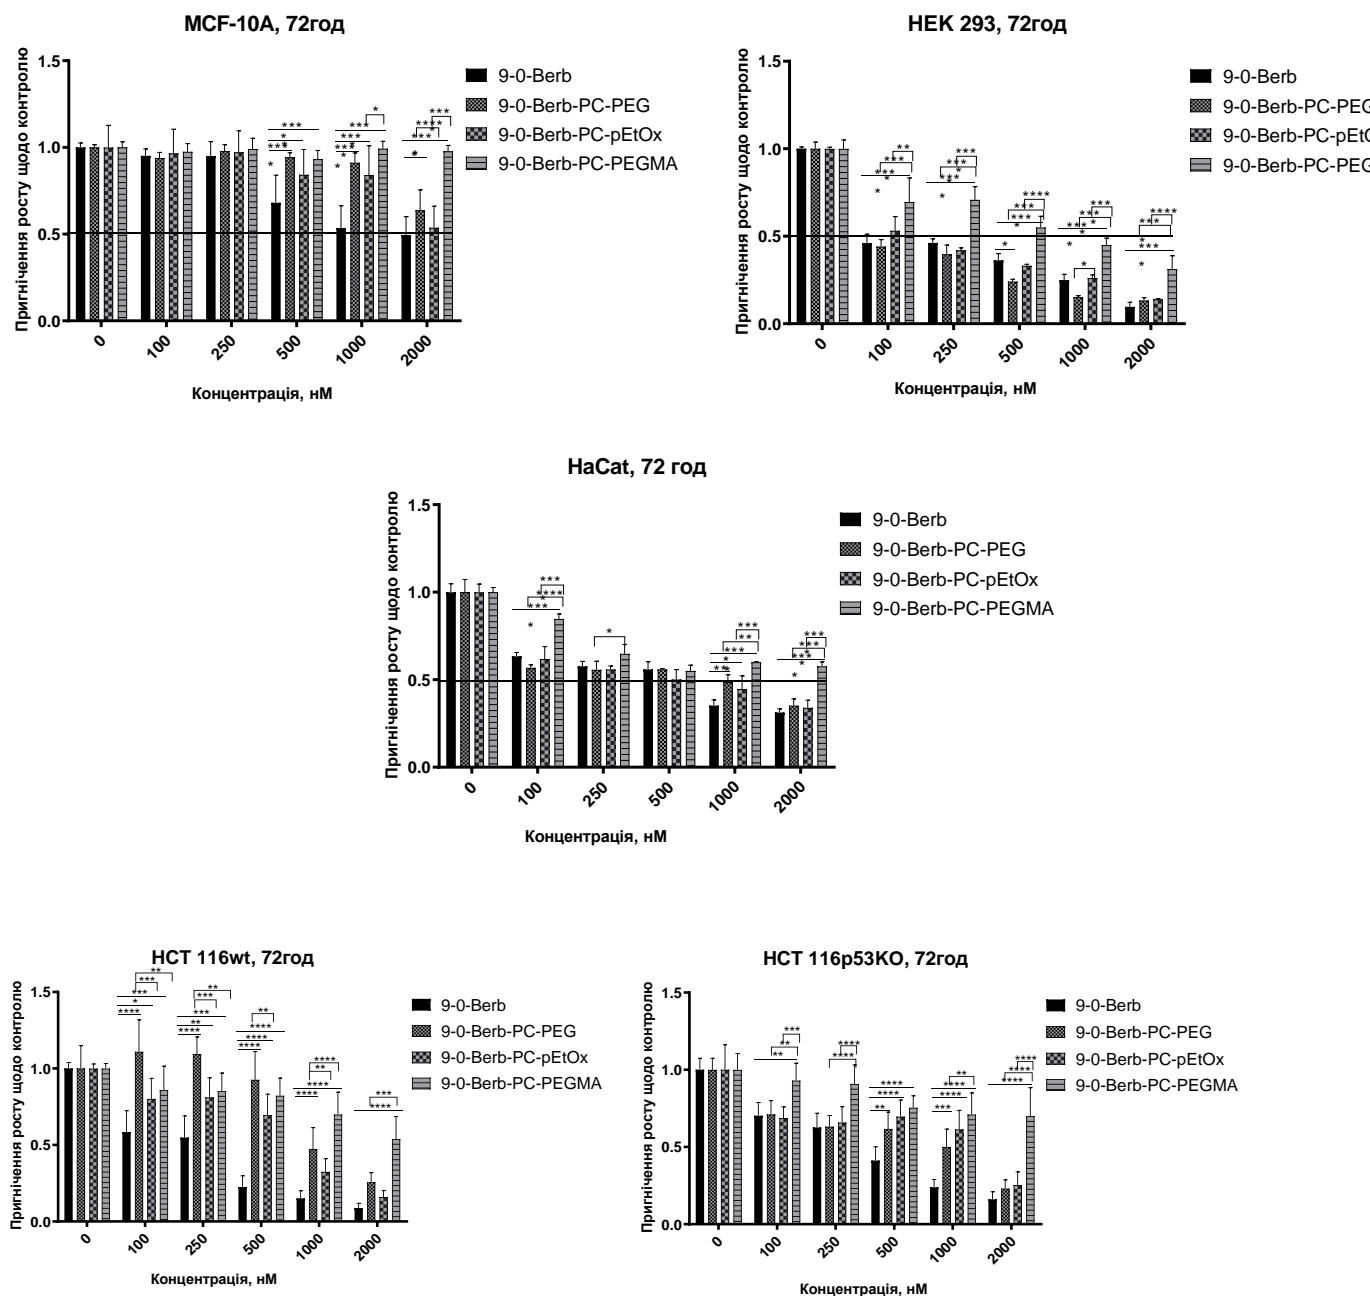 MCF-10A, 72год
Пригнічення росту щодо контролю
1.5
1.0
0.5
0.0
0
100
250
500
1000
2000
Концентрація, нМ
9-0-Berb
9-0-Berb-PC-PEG
9-0-Berb-PC-pEtOx
9-0-Berb-PC-PEGMA
HEK 293, 72год
Пригнічення росту щодо контролю
1.5
1.0
0.5
0.0
0
100
250
500
1000
2000
Концентрація, нМ
9-0-Berb
9-0-Berb-PC-PEG
9-0-Berb-PC-pEtO
9-0-Berb-PC-PEG
HaCat, 72 год
Пригнічення росту щодо контролю
1.5
1.0
0.5
0.0
0
100
250
500
1000
2000
Концентрація, нМ
9-0-Berb
9-0-Berb-PC-PEG
9-0-Berb-PC-pEtOx
9-0-Berb-PC-PEGMA
HCT 116wt, 72год
Пригнічення росту щодо контролю
1.5
1.0
0.5
0.0
0
100
250
500
1000
2000
Концентрація, нМ
9-0-Berb
9-0-Berb-PC-PEG
9-0-Berb-PC-pEtOx
9-0-Berb-PC-PEGMA
HCT 116p53KO, 72год
Пригнічення росту щодо контролю
1.5
1.0
0.5
0.0
0
100
250
500
1000
2000
Концентрація, нМ
9-0-Berb
9-0-Berb-PC-PEG
9-0-Berb-PC-pEtOx
9-0-Berb-PC-PEGMA